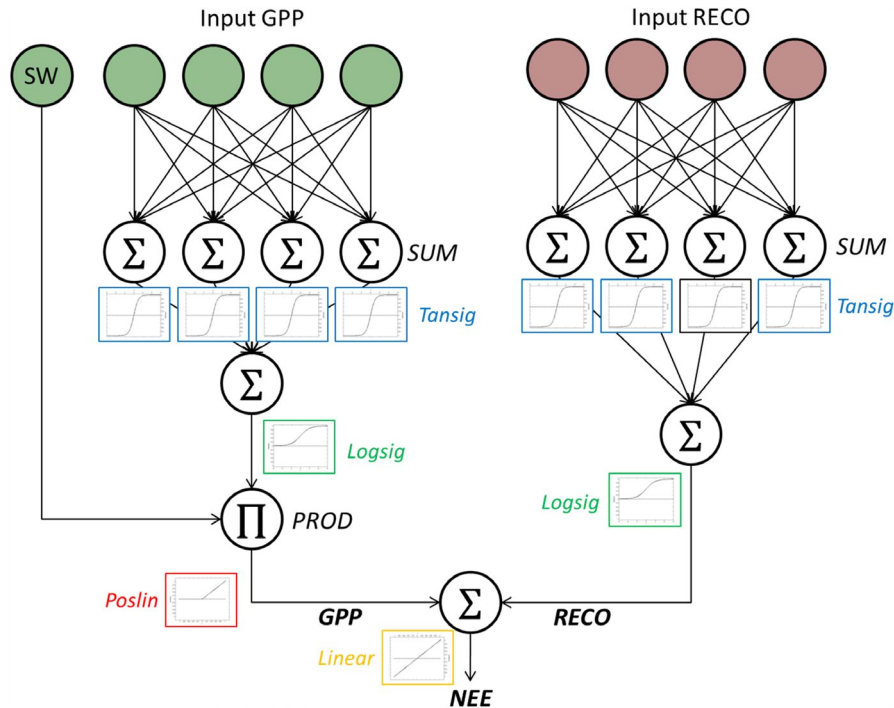 Input GPP
Input RECO
SW
Σ Σ Σ Σ SUM
Σ Σ Σ Σ SUM
Tansig
Tansig
Σ
Σ
Logsig
Logsig
∏ PROD
Poslin
GPP
Σ
RECO
Linear
NEE